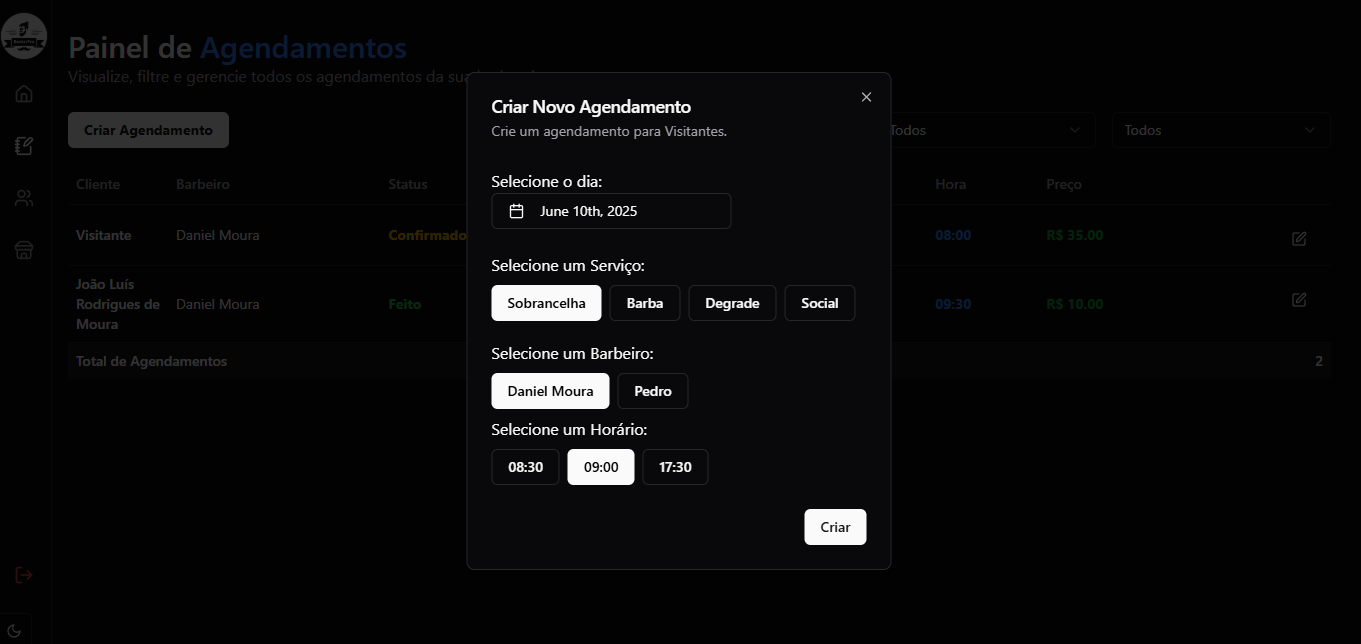 Painel de Agendamentos
Visualize, filtre e gerencie todos os agendamentos da sua
Criar Agendamento
Todos
Todos
Cliente Barbeiro Status Hora Preço
Visitante Daniel Moura Confirmado 08:00 R$ 35.00
João Luís
Rodrigues de
Moura
Daniel Moura Feito 09:30 R$ 10.00
Total de Agendamentos 2
Criar Novo Agendamento
Crie um agendamento para Visitantes.
Selecione o dia:
June 10th, 2025
Selecione um Serviço:
Sobrancelha Barba Degrade Social
Selecione um Barbeiro:
Daniel Moura Pedro
Selecione um Horário:
08:30 09:00 17:30
Criar